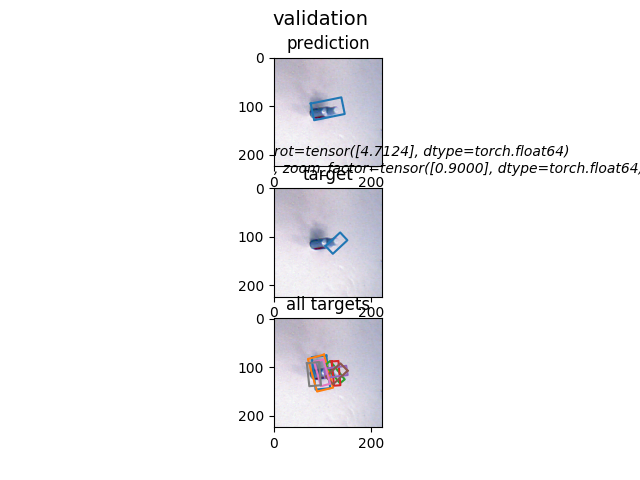 validation
prediction
0
100
200
0 200
rot=tensor([4.7124], dtype=torch.float64)
, zoom_factor=tensor([0.9000], dtype=torch.float64
target
0
100
200
0 200
all targets
0
100
200
0 200